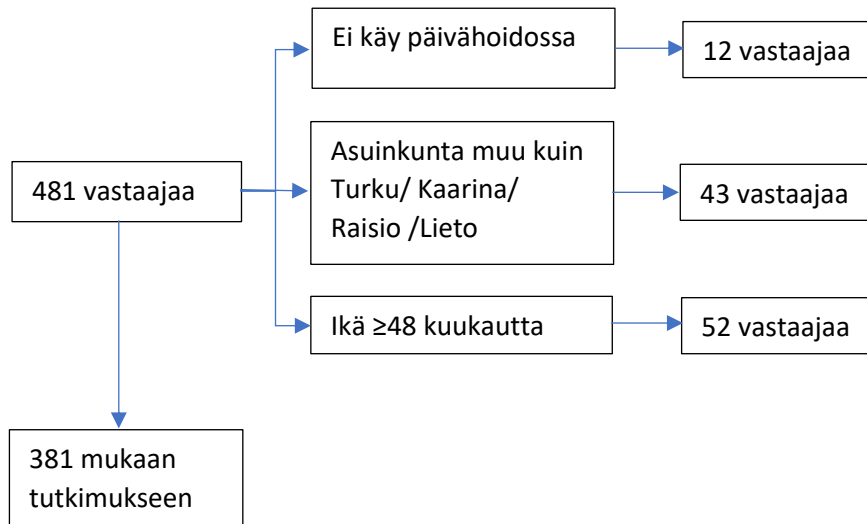 Ei käy päivähoidossa
12 vastaajaa
481 vastaajaa
Asuinkunta muu kuin
Turku/ Kaarina/
Raisio /Lieto
43 vastaajaa
Ikä ≥48 kuukautta
52 vastaajaa
381 mukaan
tutkimukseen